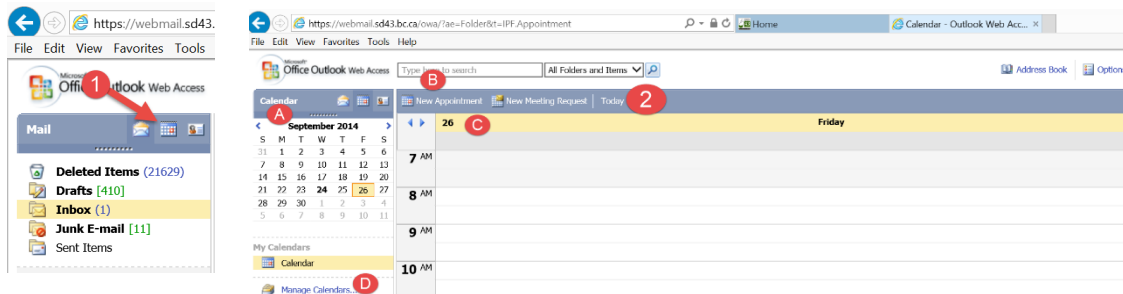 https://webmail.sd43.
File Edit View Favorites Tools
Microsoft
Office Outlook Web Access
1
Mail
Deleted Items (21629)
Drafts [410]
Inbox (1)
Junk E-mail [11]
Sent Items
https://webmail.sd43.bc.ca/owa/?ae=Folder&t=IPF.Appointment
Home
Calendar - Outlook Web Acc... ×
File Edit View Favorites Tools Help
Microsoft
Office Outlook Web Access
Type here to search
All Folders and Items
Address Book
Option
B
Calendar
New Appointment
New Meeting Request
Today
2
A
September 2014
S M T W T F S
31 1 2 3 4 5 6
7 8 9 10 11 12 13
14 15 16 17 18 19 20
21 22 23 24 25 26 27
28 29 30 1 2 3 4
5 6 7 8 9 10 11
26
C
Friday
7 AM
8 AM
9 AM
10 AM
My Calendars
Calendar
Manage Calendars...
D